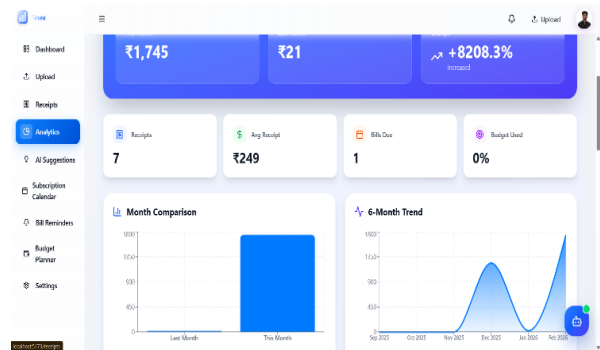 Upload
Dashboard
Upload
Receipts
Analytics
AI Suggestions
Subscription
Calendar
Bill Reminders
Budget
Planner
Settings
₹1,745
₹21
+8208.3%
increased
Receipts
7
Avg Receipt
₹249
Bills Due
1
Budget Used
0%
Month Comparison
1800
1350
900
450
0
Last Month
This Month
6-Month Trend
1800
1350
900
450
0
Sep 2025
Oct 2025
Nov 2025
Dec 2025
Jan 2026
Feb 2026
localhost:5173/receipts